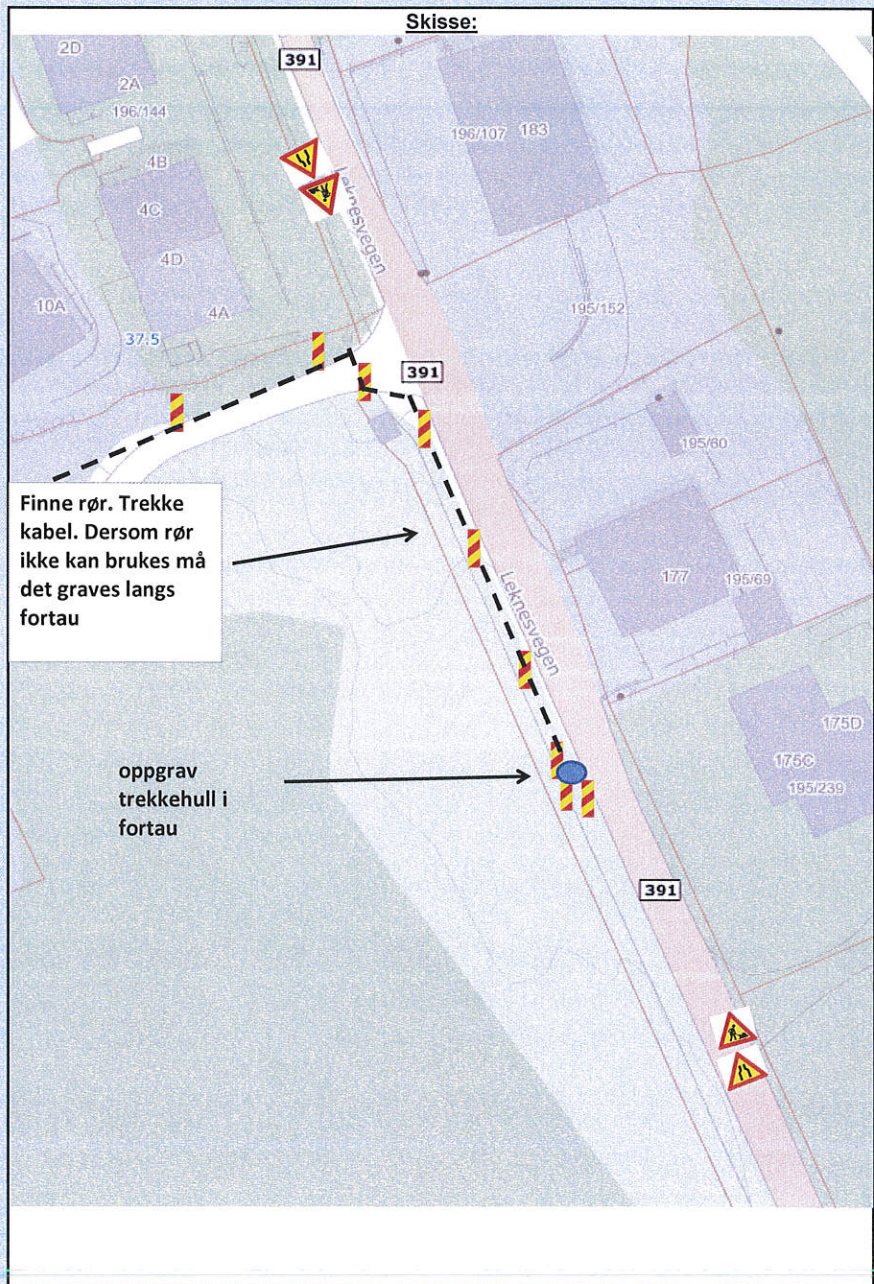 Skisse:
2D
391
2A
196/144
196/107 183
4B
4C
Leknesvegen
4D
10A
4A
195/152
37.5
391
195/60
Finne rør. Trekke
kabel. Dersom rør
ikke kan brukes må
det graves langs
fortau
177
195/69
Leknesvegen
175D
175C
195/239
oppgrav
trekkehull i
fortau
391